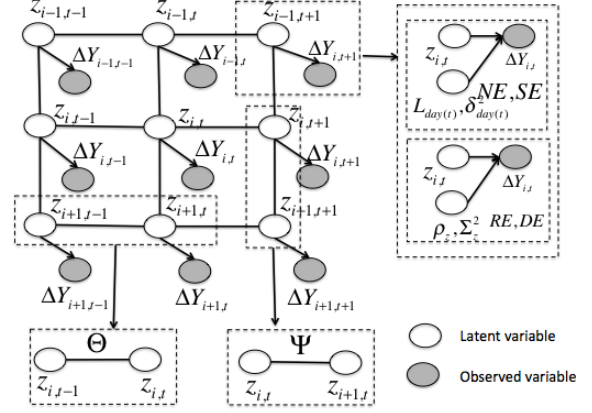 z_{i-1,t-1} z_{i-1,t} z_{i-1,t+1}
ΔY_{i-1,t-1} ΔY_{i-1,t} ΔY_{i,t+1}
z_{i,t-1} z_{i,t} z_{i,t+1}
ΔY_{i,t-1} ΔY_{i,t} ΔY_{i,t+1}
z_{i+1,t-1} z_{i+1,t} z_{i+1,t+1}
ΔY_{i+1,t-1} ΔY_{i+1,t} ΔY_{i+1,t+1}
z_{i,t} ΔY_{i,t}
L_{day(t)}, δ²_{day(t)} NE, SE
z_{i,t} ΔY_{i,t}
ρ_z, Σ²_z RE, DE
Θ
z_{i,t-1} z_{i,t}
Ψ
z_{i,t} z_{i+1,t}
Latent variable
Observed variable